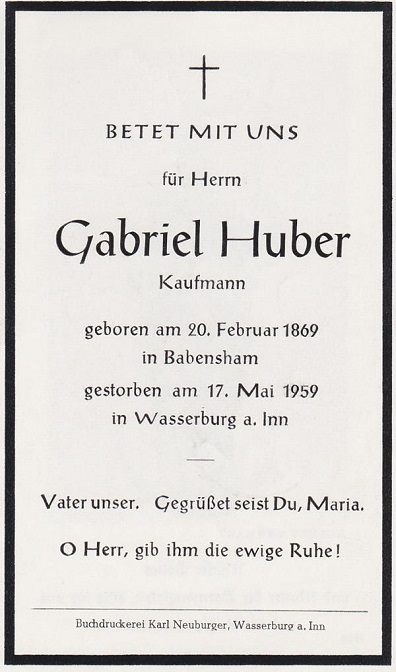 BETET MIT UNS
für Herrn
Gabriel Huber
Kaufmann
geboren am 20. Februar 1869
in Babensham
gestorben am 17. Mai 1959
in Wasserburg a. Inn
Vater unser. Gegrüßet seist Du, Maria.
O Herr, gib ihm die ewige Ruhe!
Buchdruckerei Karl Neuburger, Wasserburg a. Inn